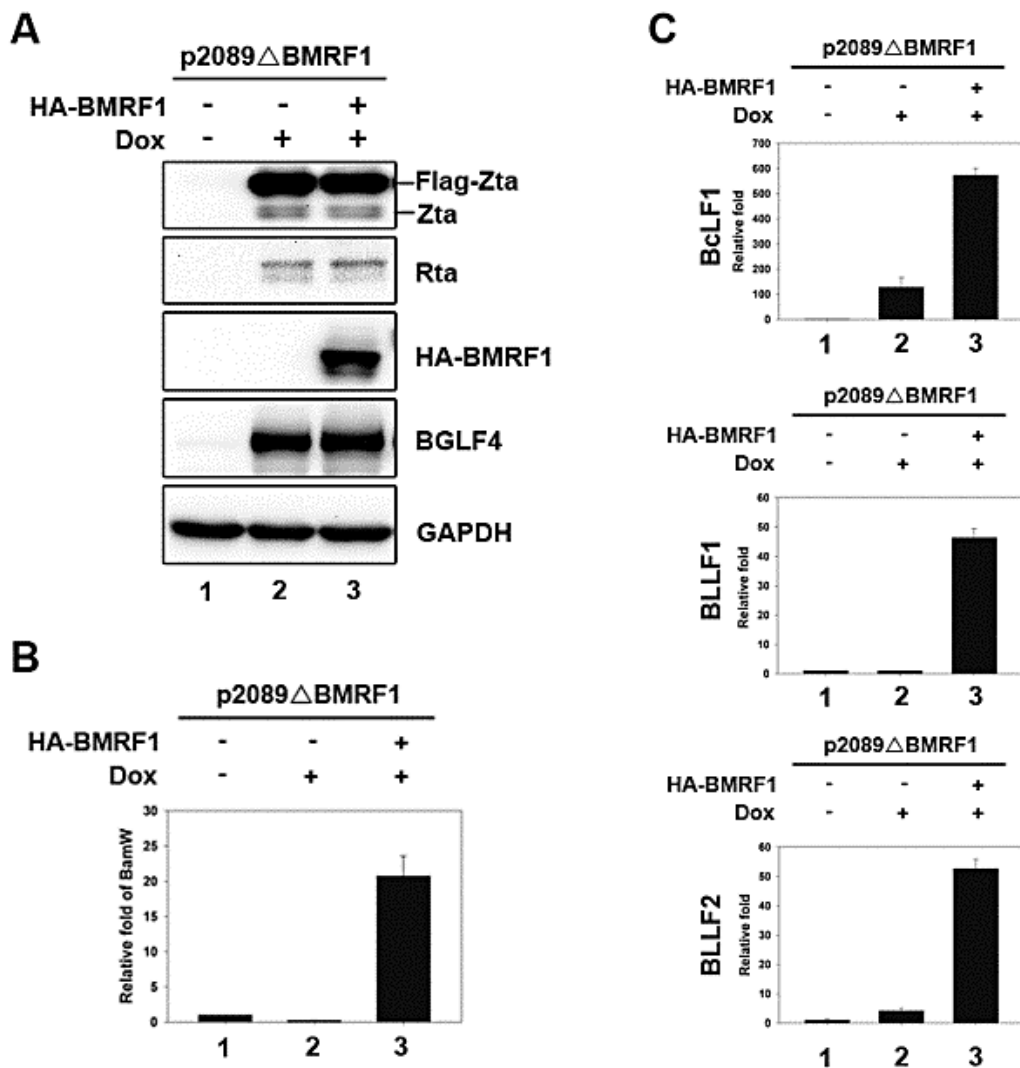 A
p2089△BMRF1
HA-BMRF1 - - +
Dox - + +
Flag-Zta
Zta
Rta
HA-BMRF1
BGLF4
GAPDH
1 2 3
B
p2089△BMRF1
HA-BMRF1 - - +
Dox - + +
Relative fold of BamW
30
25
20
15
10
5
0
1 2 3
C
p2089△BMRF1
HA-BMRF1 - - +
Dox - + +
BcLF1
Relative fold
700
600
500
400
300
200
100
0
1 2 3
p2089△BMRF1
HA-BMRF1 - - +
Dox - + +
BLLF1
Relative fold
60
50
40
30
20
10
0
1 2 3
p2089△BMRF1
HA-BMRF1 - - +
Dox - + +
BLLF2
Relative fold
60
50
40
30
20
10
0
1 2 3